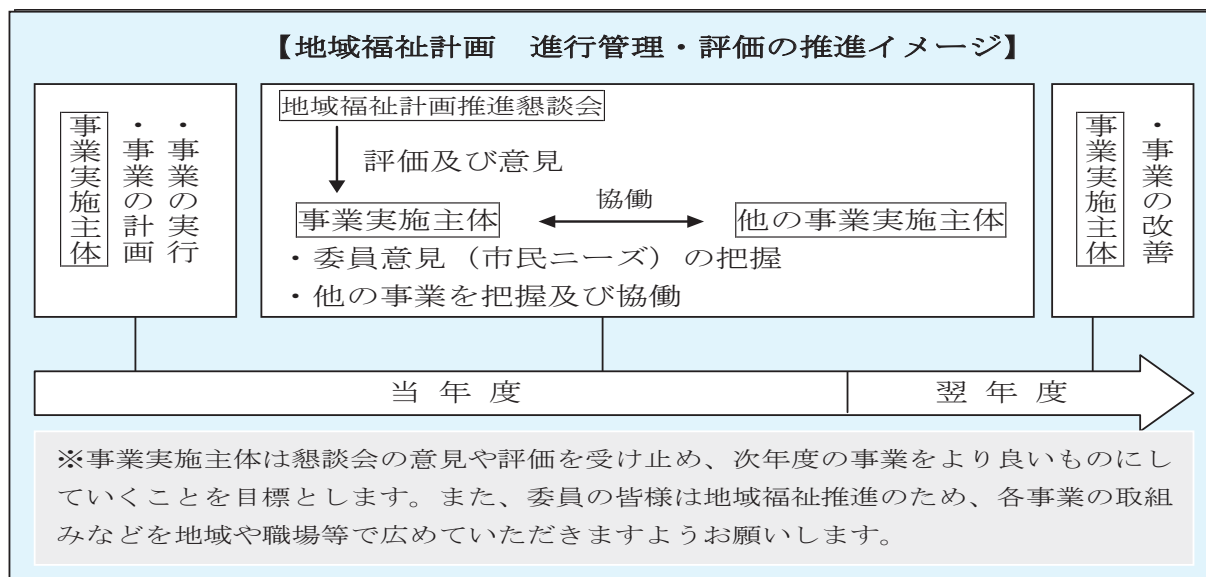 【地域福祉計画　進行管理・評価の推進イメージ】
事業実施主体
・事業の計画
・事業の実行
地域福祉計画推進懇談会
評価及び意見
事業実施主体
協働
他の事業実施主体
・委員意見（市民ニーズ）の把握
・他の事業を把握及び協働
事業実施主体
・事業の改善
当年度
翌年度
※事業実施主体は懇談会の意見や評価を受け止め、次年度の事業をより良いものにし
ていくことを目標とします。また、委員の皆様は地域福祉推進のため、各事業の取組
みなどを地域や職場等で広めていただきますようお願いします。